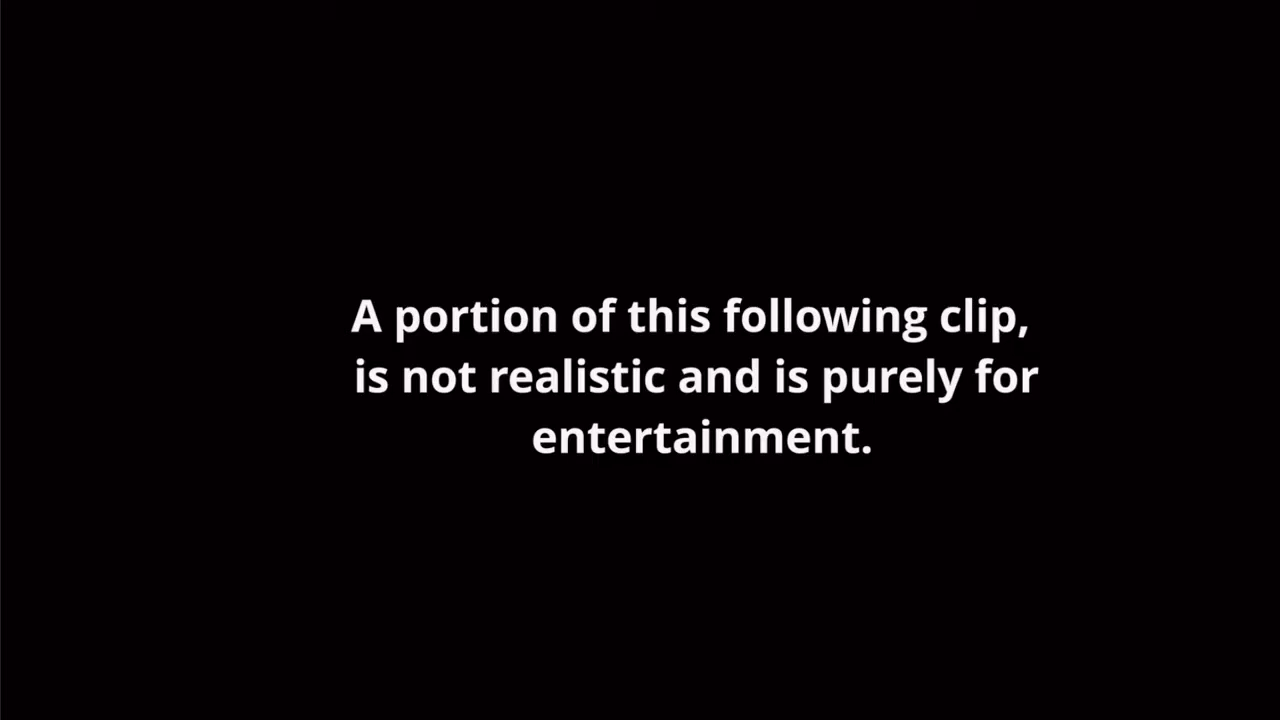 A portion of this following clip,
is not realistic and is purely for
entertainment.